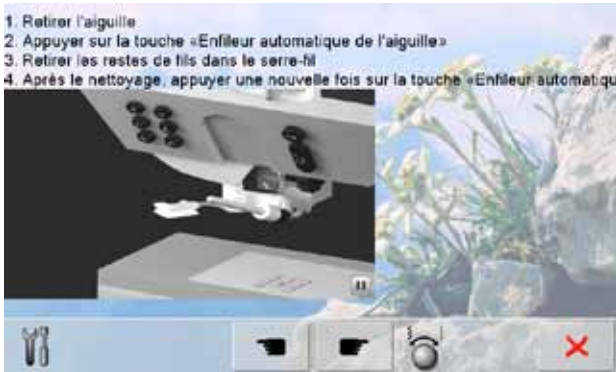 1. Retirer l'aiguille
2. Appuyer sur la touche «Enfileur automatique de l'aiguille»
3. Retirer les restes de fils dans le serre-fil
4. Après le nettoyage, appuyer une nouvelle fois sur la touche «Enfileur automatiqu